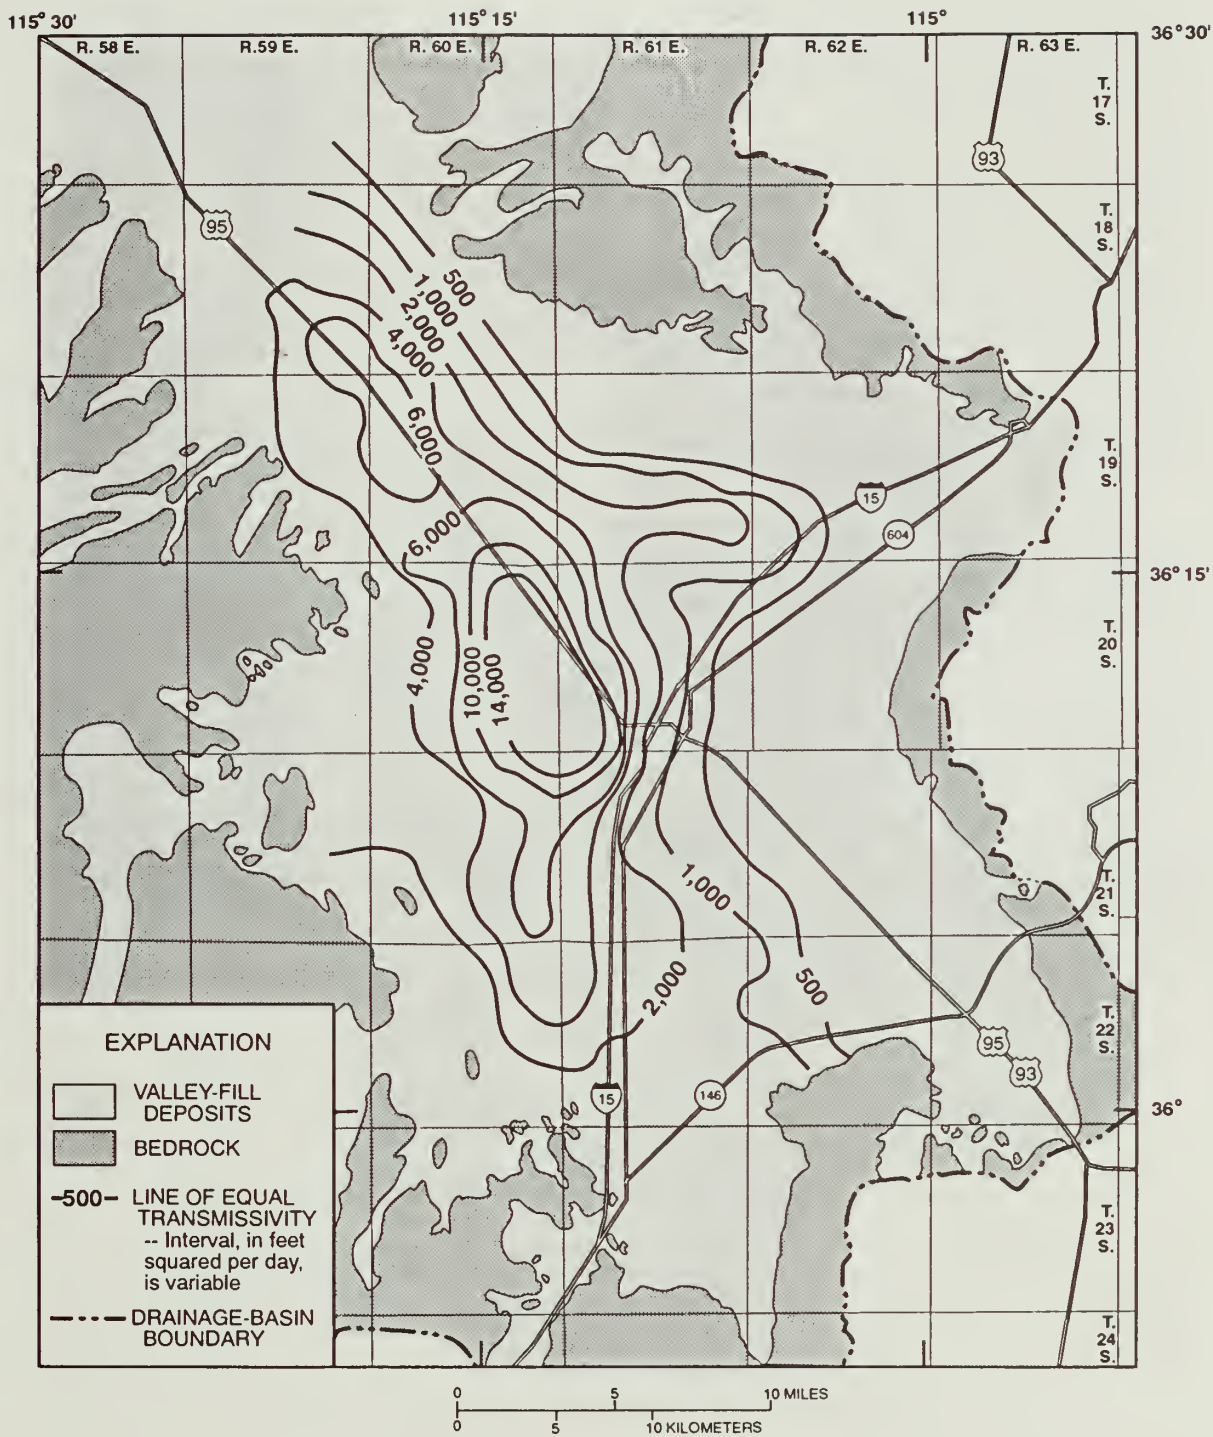 115° 30'
115° 15'
115°
36° 30'
R. 58 E.
R.59 E.
R. 60 E.
R. 61 E.
R. 62 E.
R. 63 E.
T.
17
S.
93
T.
18
S.
95
500
1,000
2,000
4,000
6,000
T.
19
S.
15
604
6,000
36° 15'
T.
20
S.
4,000
10,000
14,000
1,000
T.
21
S.
500
2,000
T.
22
S.
95
93
15
146
36°
T.
23
S.
T.
24
S.
EXPLANATION
VALLEY-FILL
DEPOSITS
BEDROCK
-500- LINE OF EQUAL
TRANSMISSIVITY
-- Interval, in feet
squared per day,
is variable
DRAINAGE-BASIN
BOUNDARY
0 5 10 MILES
0 5 10 KILOMETERS